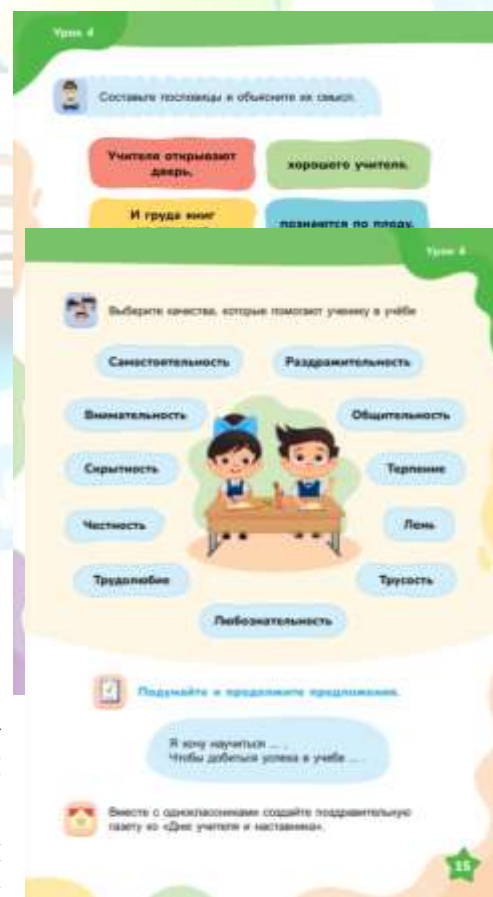 Урок 4
Составьте пословицы и объясните их смысл.
Учителя открывают
дверь,
хорошего учителя.
И груда книг
познаются по плоду.
Урок 4
Выберите качества, которые помогают ученику в учёбе
Самостоятельность
Раздражительность
Внимательность
Общительность
Скрытность
Терпение
Честность
Лень
Трудолюбие
Трусость
Любознательность
Подумайте и продолжите предложения.
Я хочу научиться ... .
Чтобы добиться успеха в учебе ... .
Вместе с одноклассниками создайте поздравительную
газету ко «Дню учителя и наставника».
15